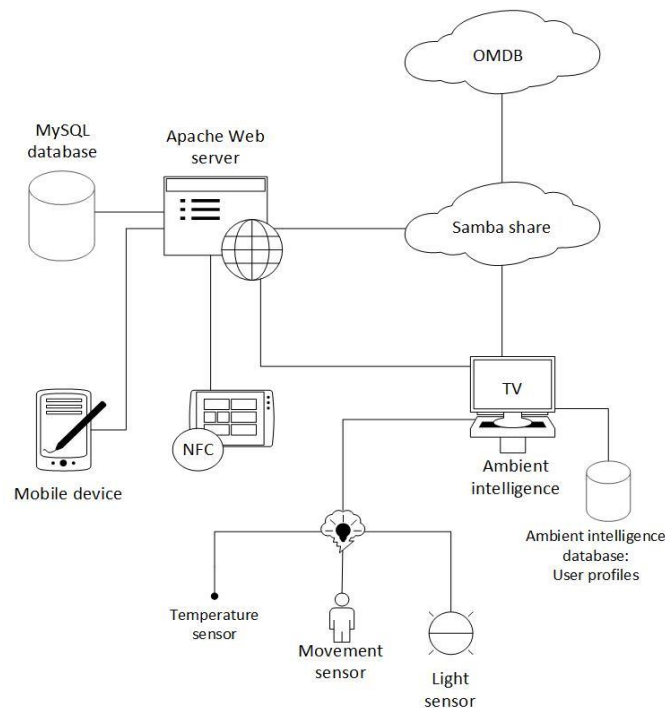 OMDB
MySQL
database
Apache Web
server
Samba share
TV
NFC
Mobile device
Ambient
intelligence
Ambient intelligence
database:
User profiles
Temperature
sensor
Movement
sensor
Light
sensor